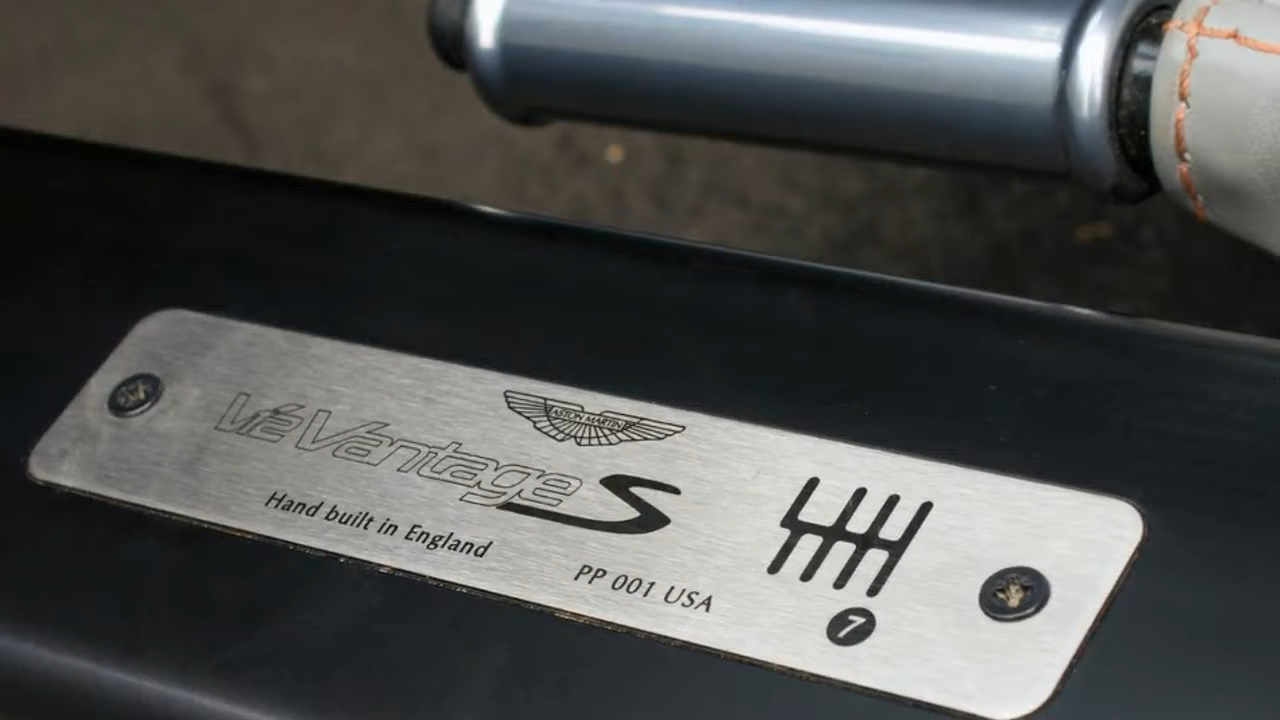 ASTON MARTIN
V12 Vantage S
Hand built in England
PP 001 USA
7